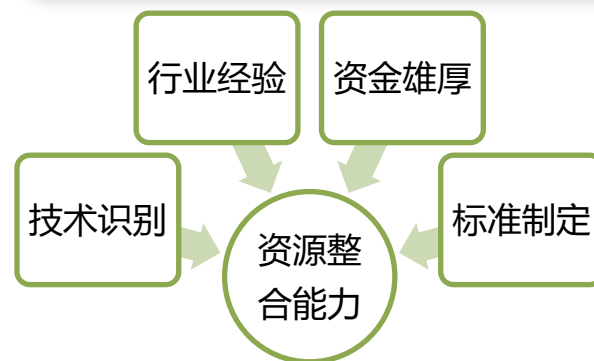 行业经验
资金雄厚
技术识别
标准制定
资源整
合能力